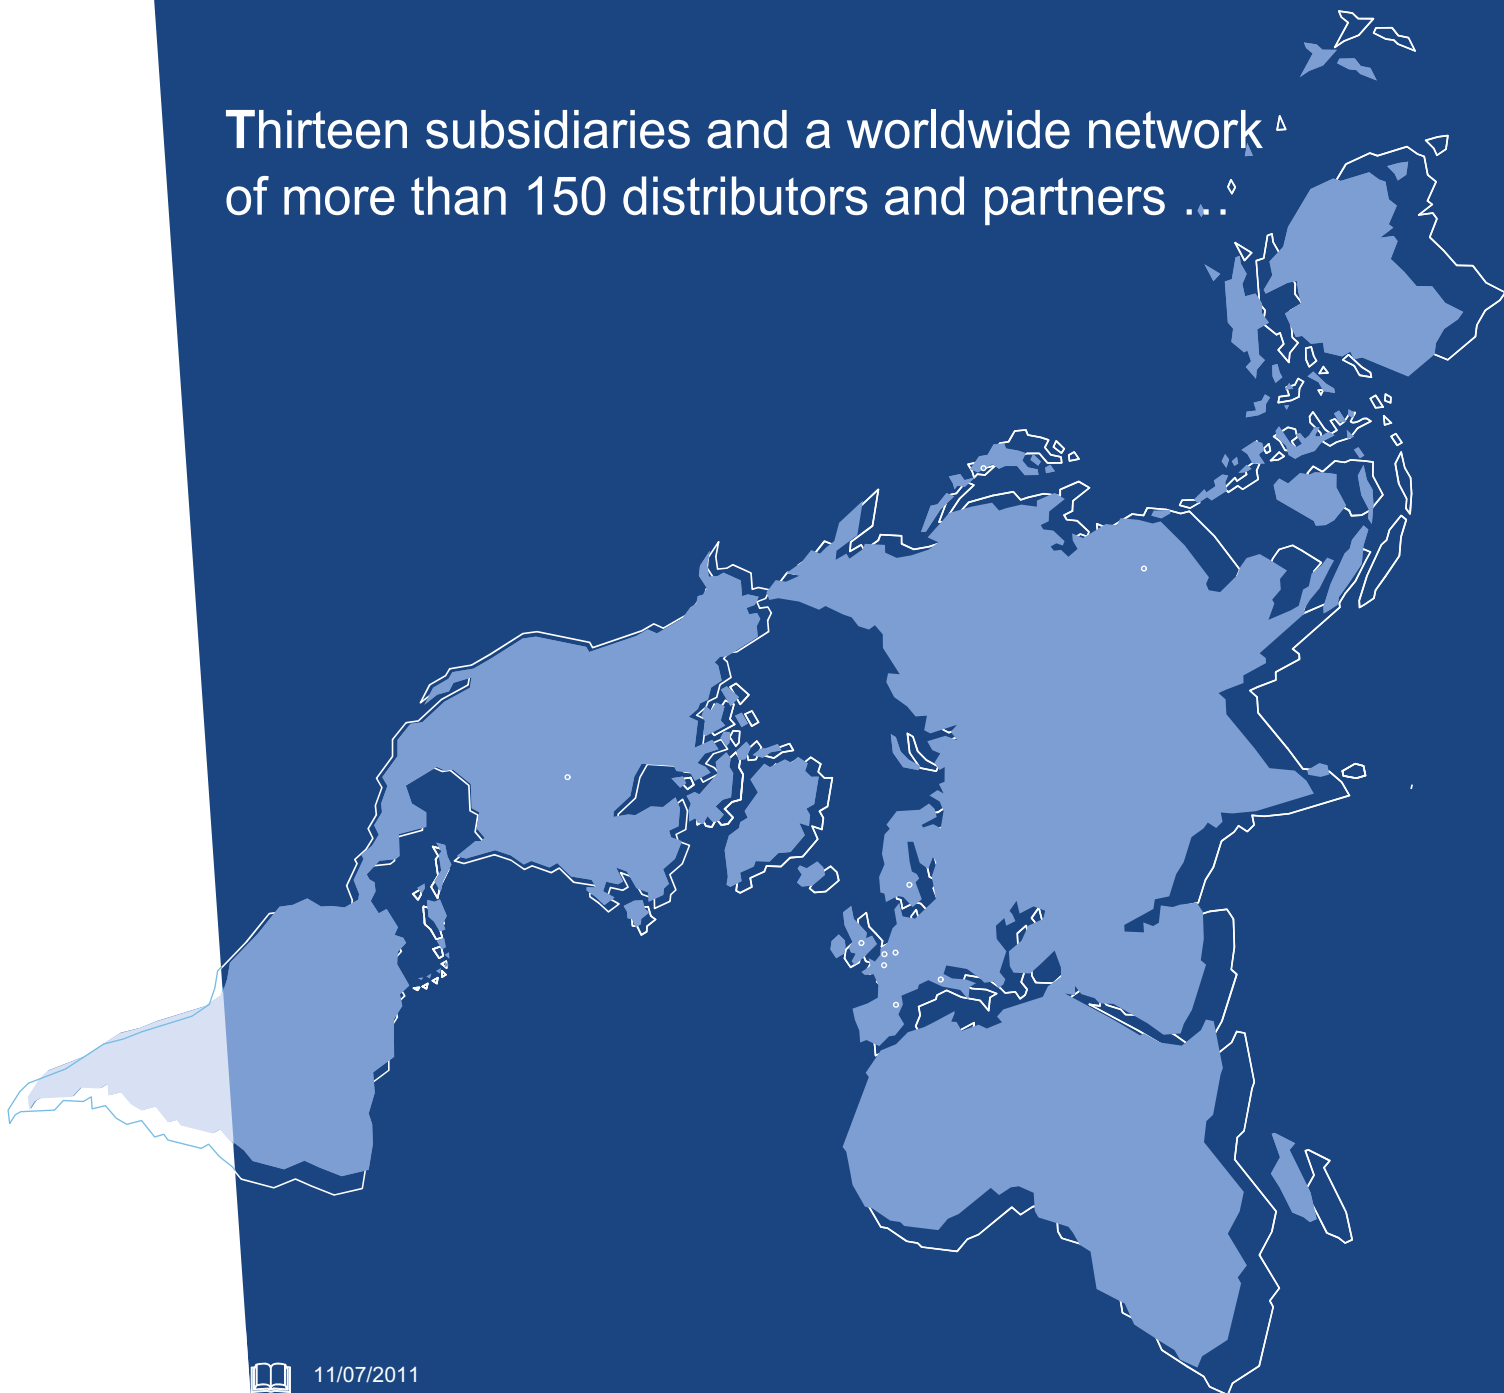 Thirteen subsidiaries and a worldwide network
of more than 150 distributors and partners ...
11/07/2011